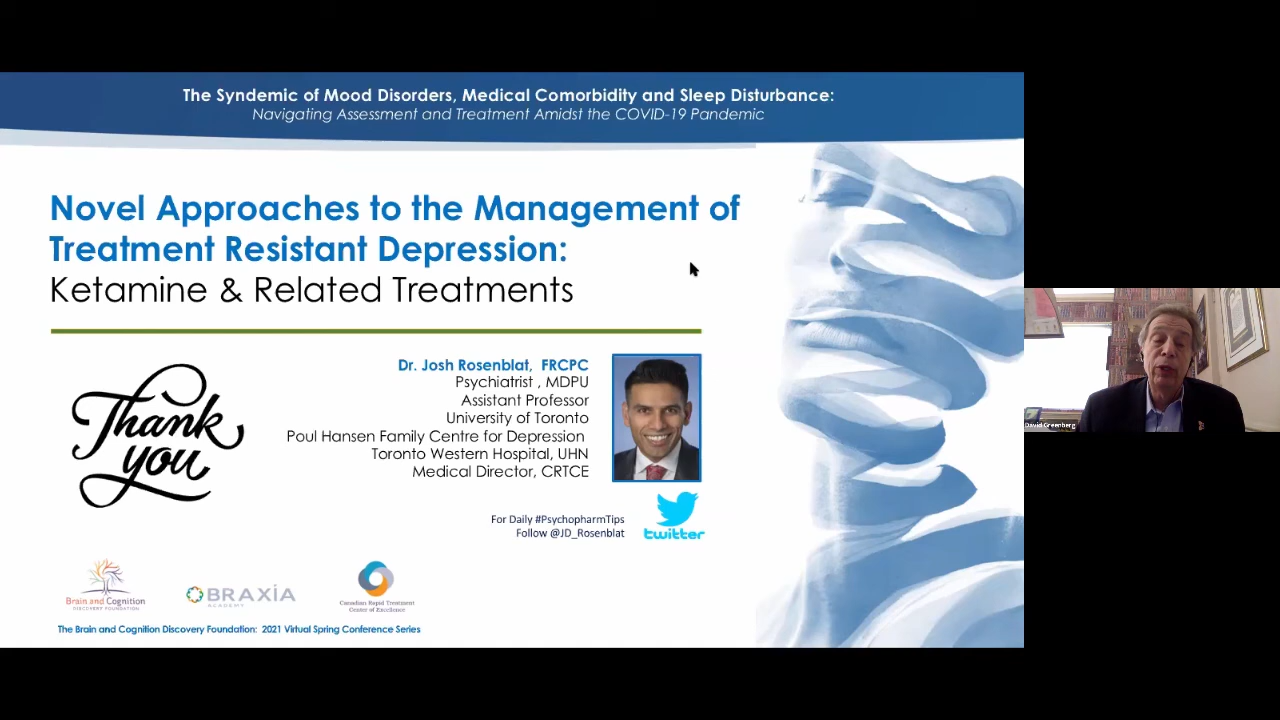 The Syndemic of Mood Disorders, Medical Comorbidity and Sleep Disturbance:
Navigating Assessment and Treatment Amidst the COVID-19 Pandemic
Novel Approaches to the Management of
Treatment Resistant Depression:
Ketamine & Related Treatments
Thank
you
Dr. Josh Rosenblat, FRCPC
Psychiatrist , MDPU
Assistant Professor
University of Toronto
Poul Hansen Family Centre for Depression
Toronto Western Hospital, UHN
Medical Director, CRTCE
For Daily #PsychopharmTips
Follow @JD_Rosenblat
twitter
Brain and Cognition
DISCOVERY FOUNDATION
BRAXIA
ACADEMY
Canadian Rapid Treatment
Center of Excellence
The Brain and Cognition Discovery Foundation: 2021 Virtual Spring Conference Series
David Greenberg